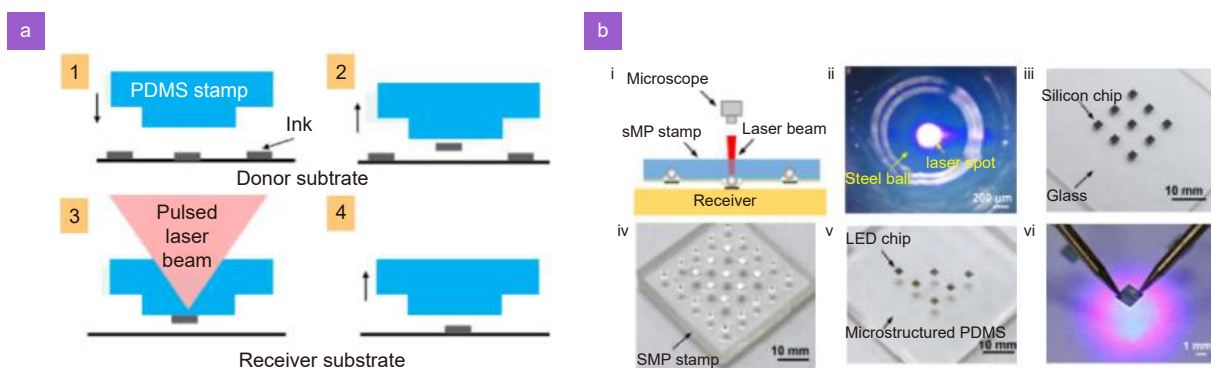 a
1
PDMS stamp
2
Ink
Donor subtrate
3
Pulsed
laser
beam
4
Receiver substrate
b
i
Microscope
sMP stamp
Laser beam
Receiver
ii
Steel ball
laser spot
200 μm
iii
Silicon chip
Glass
10 mm
iv
SMP stamp
10 mm
v
LED chip
Microstructured PDMS
10 mm
vi
1 mm